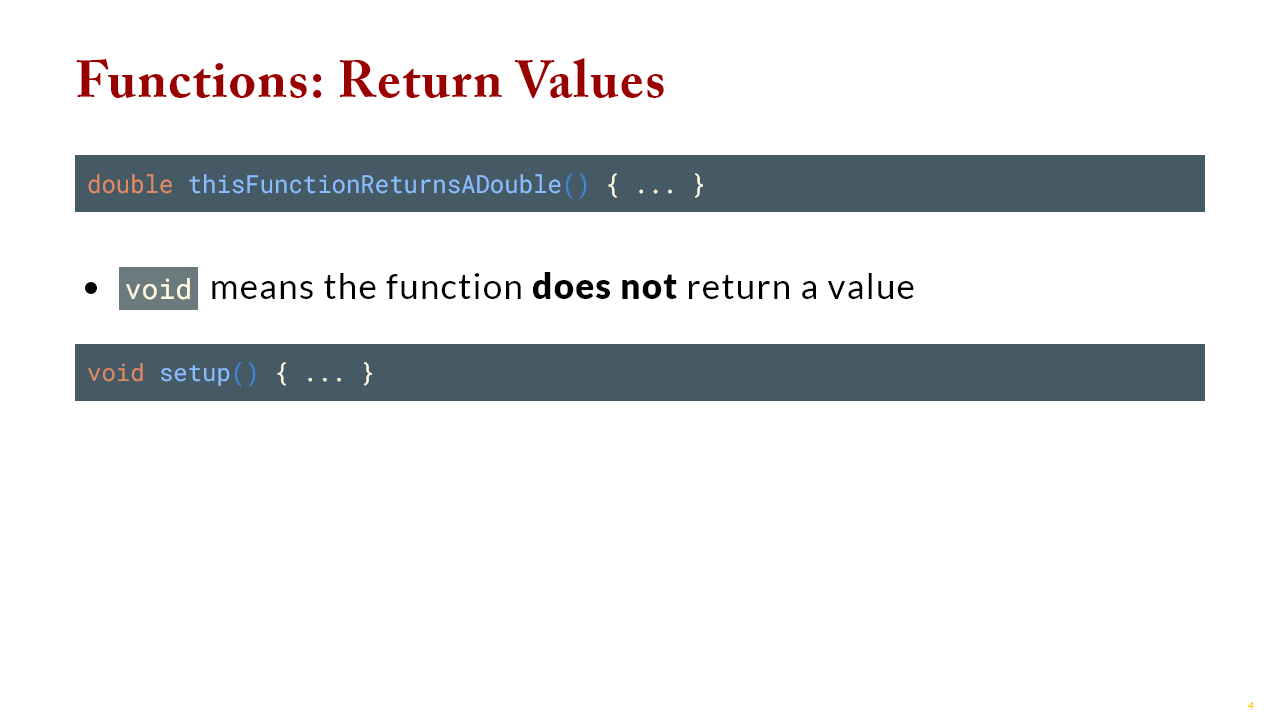 Functions: Return Values
double thisFunctionReturnsADouble() { ... }
• void means the function does not return a value
void setup() { ... }
4